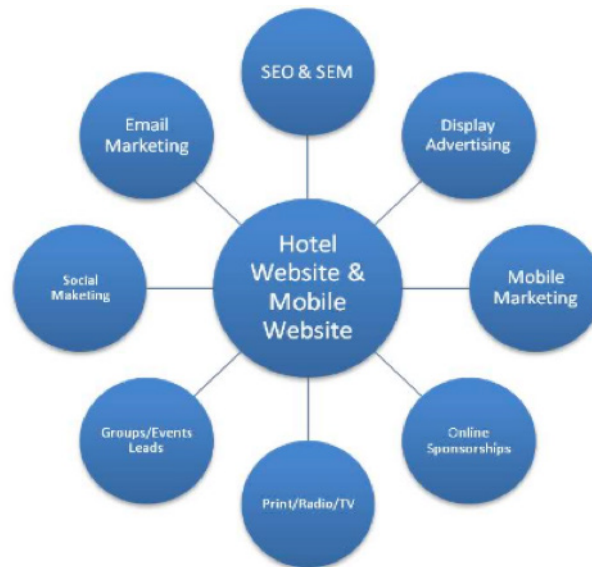 SEO & SEM
Email
Marketing
Display
Advertising
Hotel
Website &
Mobile
Website
Social
Maketing
Mobile
Marketing
Groups/Events
Leads
Online
Sponsorships
Print/Radio/TV